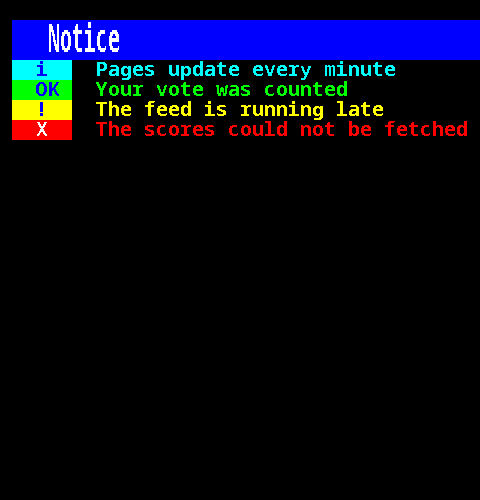 Notice
i Pages update every minute
OK Your vote was counted
! The feed is running late
X The scores could not be fetched